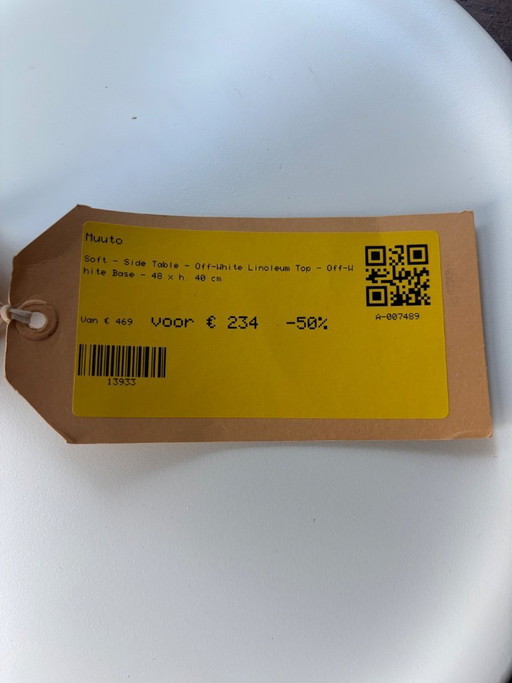 Muuto
Soft - Side Table - Off-White Linoleum Top - Off-W
hite Base - 48 x h 40 cm
Van € 469 voor € 234 -50%
A-007489
13933